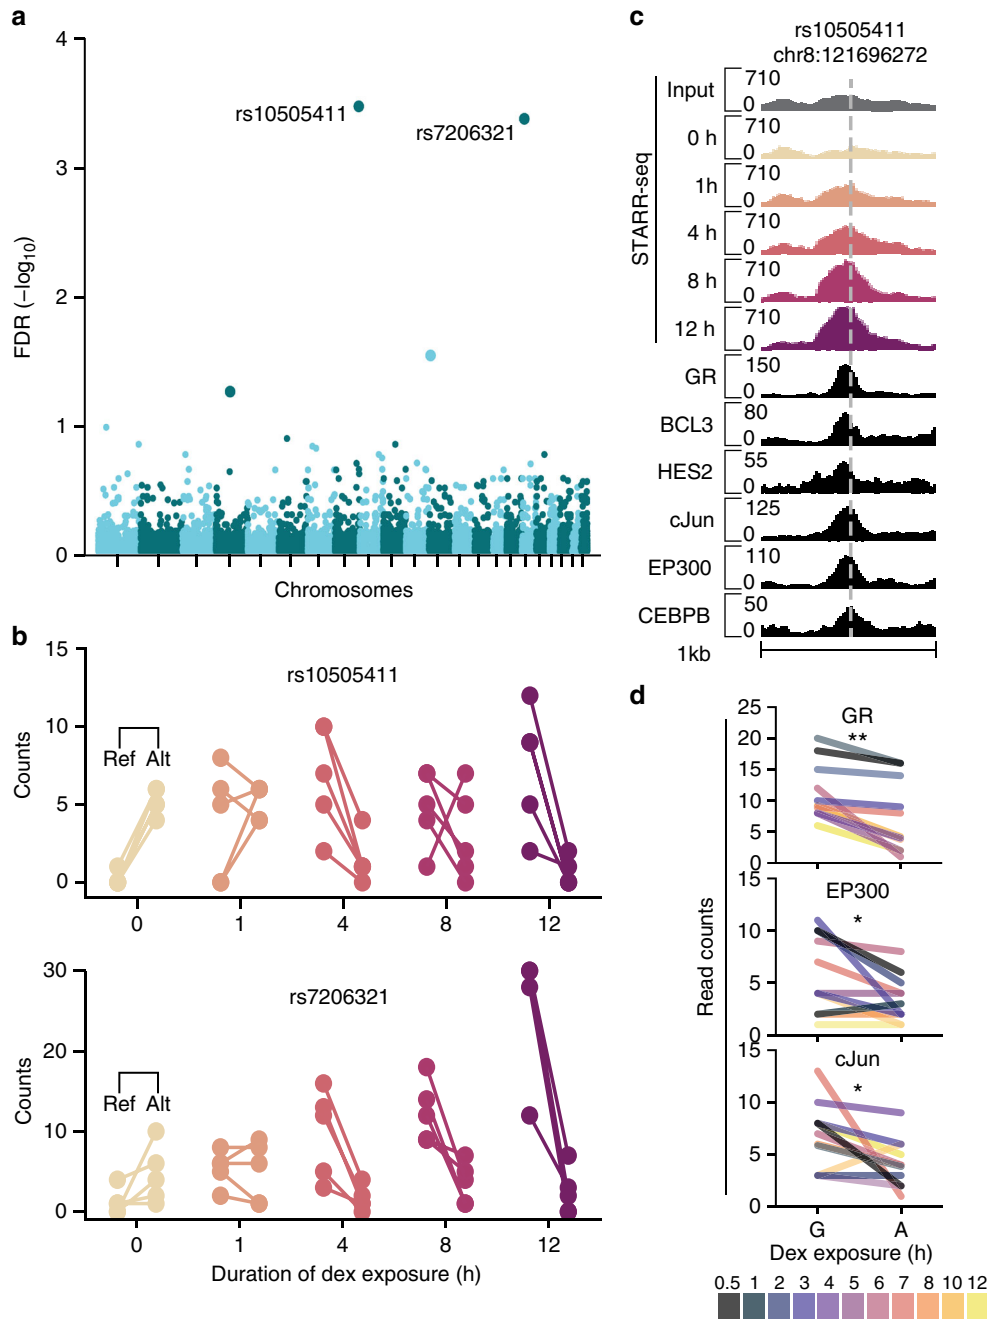 a
4
3
2
1
0
FDR (−log10)
rs10505411
rs7206321
Chromosomes
b
15
10
5
0
Counts
rs10505411
Ref Alt
0 1 4 8 12
30
20
10
0
Counts
rs7206321
Ref Alt
0 1 4 8 12
Duration of dex exposure (h)
c
rs10505411
chr8:121696272
STARR-seq
Input 710 0
0 h 710 0
1h 710 0
4 h 710 0
8 h 710 0
12 h 710 0
GR 150 0
BCL3 80 0
HES2 55 0
cJun 125 0
EP300 110 0
CEBPB 50 0
1kb
d
Read counts
25
20
15
10
5
0
GR
**
15
10
5
0
EP300
*
15
10
5
0
cJun
*
G A
Dex exposure (h)
0.5 1 2 3 4 5 6 7 8 10 12